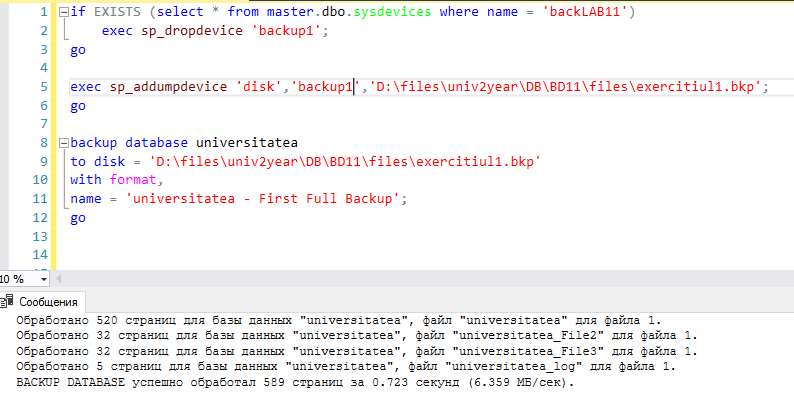 1 if EXISTS (select * from master.dbo.sysdevices where name = 'backLAB11')
2 exec sp_dropdevice 'backup1';
3 go
4
5 exec sp_addumpdevice 'disk','backup1','D:\files\univ2year\DB\BD11\files\exercitiul1.bkp';
6 go
7
8 backup database universitatea
9 to disk = 'D:\files\univ2year\DB\BD11\files\exercitiul1.bkp'
10 with format,
11 name = 'universitatea - First Full Backup';
12 go
13
14
10 %
Сообщения
Обработано 520 страниц для базы данных "universitatea", файл "universitatea" для файла 1.
Обработано 32 страниц для базы данных "universitatea", файл "universitatea_File2" для файла 1.
Обработано 32 страниц для базы данных "universitatea", файл "universitatea_File3" для файла 1.
Обработано 5 страниц для базы данных "universitatea", файл "universitatea_log" для файла 1.
BACKUP DATABASE успешно обработал 589 страниц за 0.723 секунд (6.359 МБ/сек).